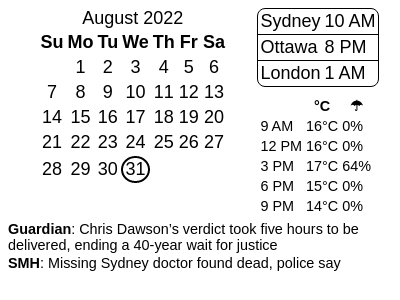 August 2022
Su Mo Tu We Th Fr Sa
1 2 3 4 5 6
7 8 9 10 11 12 13
14 15 16 17 18 19 20
21 22 23 24 25 26 27
28 29 30 31
Sydney 10 AM
Ottawa 8 PM
London 1 AM
°C ☂
9 AM 16°C 0%
12 PM 16°C 0%
3 PM 17°C 64%
6 PM 15°C 0%
9 PM 14°C 0%
Guardian: Chris Dawson’s verdict took five hours to be
delivered, ending a 40-year wait for justice
SMH: Missing Sydney doctor found dead, police say